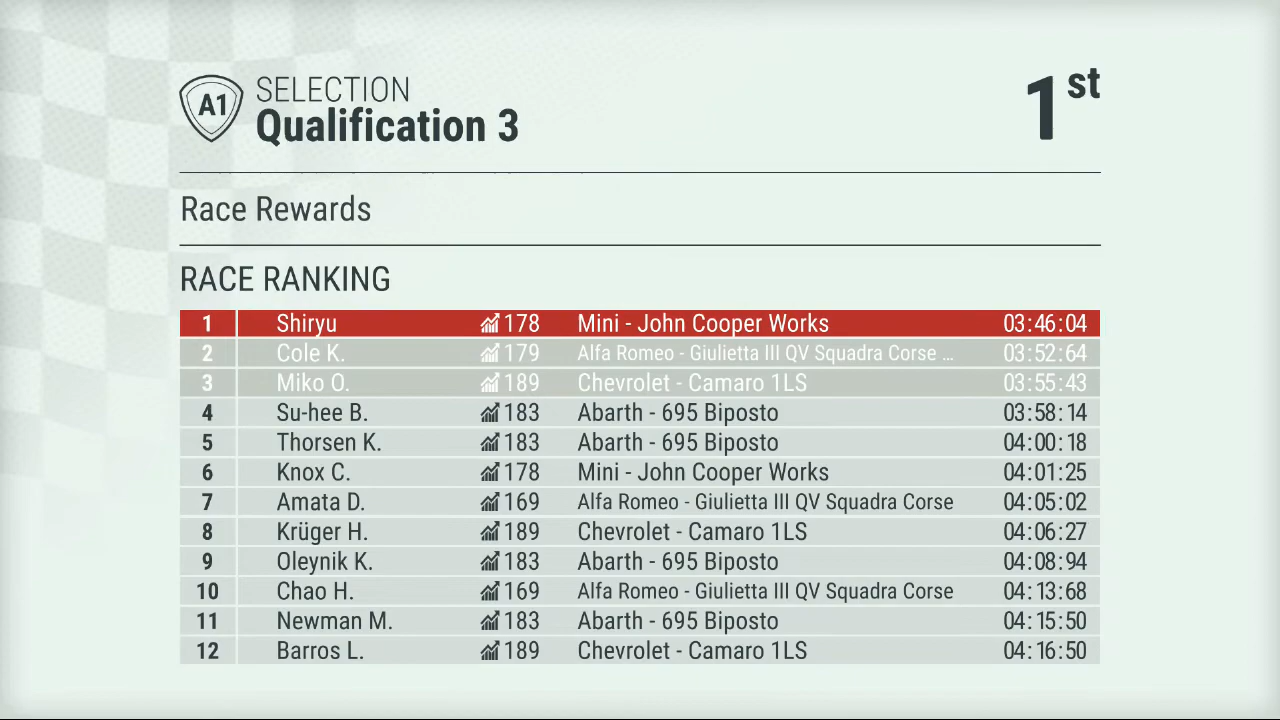 A1 SELECTION
Qualification 3
1st
Race Rewards
RACE RANKING
1 Shiryu 178 Mini - John Cooper Works 03:46:04
2 Cole K. 179 Alfa Romeo - Giulietta III QV Squadra Corse ... 03:52:64
3 Miko O. 189 Chevrolet - Camaro 1LS 03:55:43
4 Su-hee B. 183 Abarth - 695 Biposto 03:58:14
5 Thorsen K. 183 Abarth - 695 Biposto 04:00:18
6 Knox C. 178 Mini - John Cooper Works 04:01:25
7 Amata D. 169 Alfa Romeo - Giulietta III QV Squadra Corse 04:05:02
8 Krüger H. 189 Chevrolet - Camaro 1LS 04:06:27
9 Oleynik K. 183 Abarth - 695 Biposto 04:08:94
10 Chao H. 169 Alfa Romeo - Giulietta III QV Squadra Corse 04:13:68
11 Newman M. 183 Abarth - 695 Biposto 04:15:50
12 Barros L. 189 Chevrolet - Camaro 1LS 04:16:50